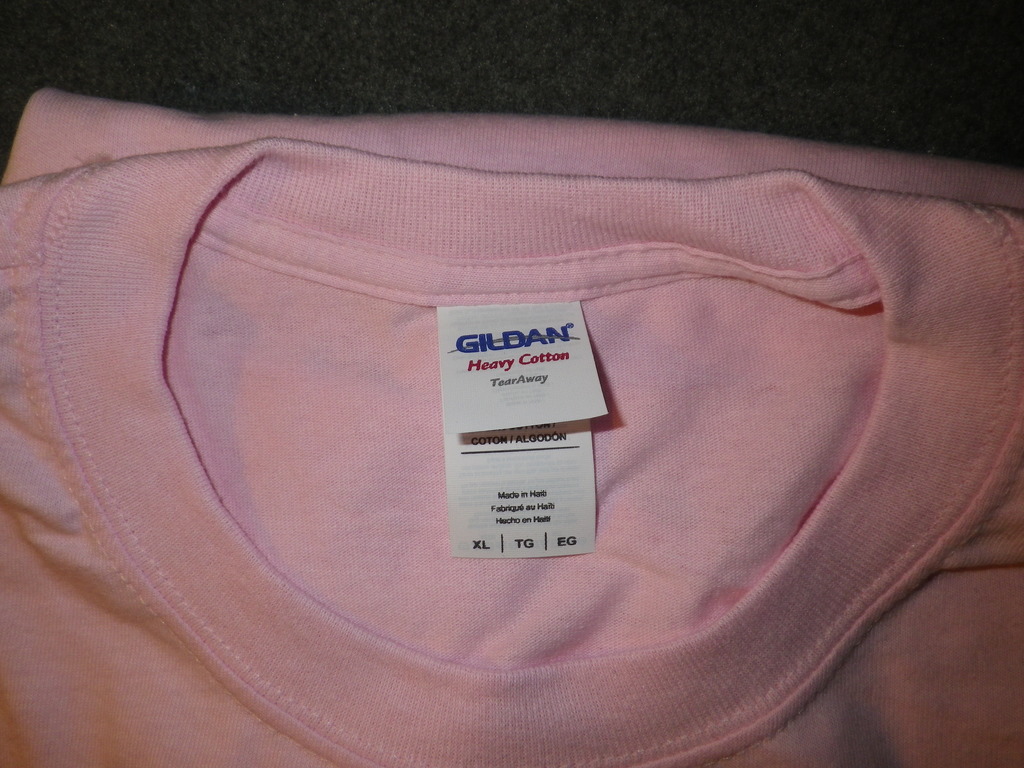 GILDAN®
Heavy Cotton
TearAway
COTON / ALGODÓN
Made in Haiti
Fabriqué au Haïti
Hecho en Haití
XL | TG | EG